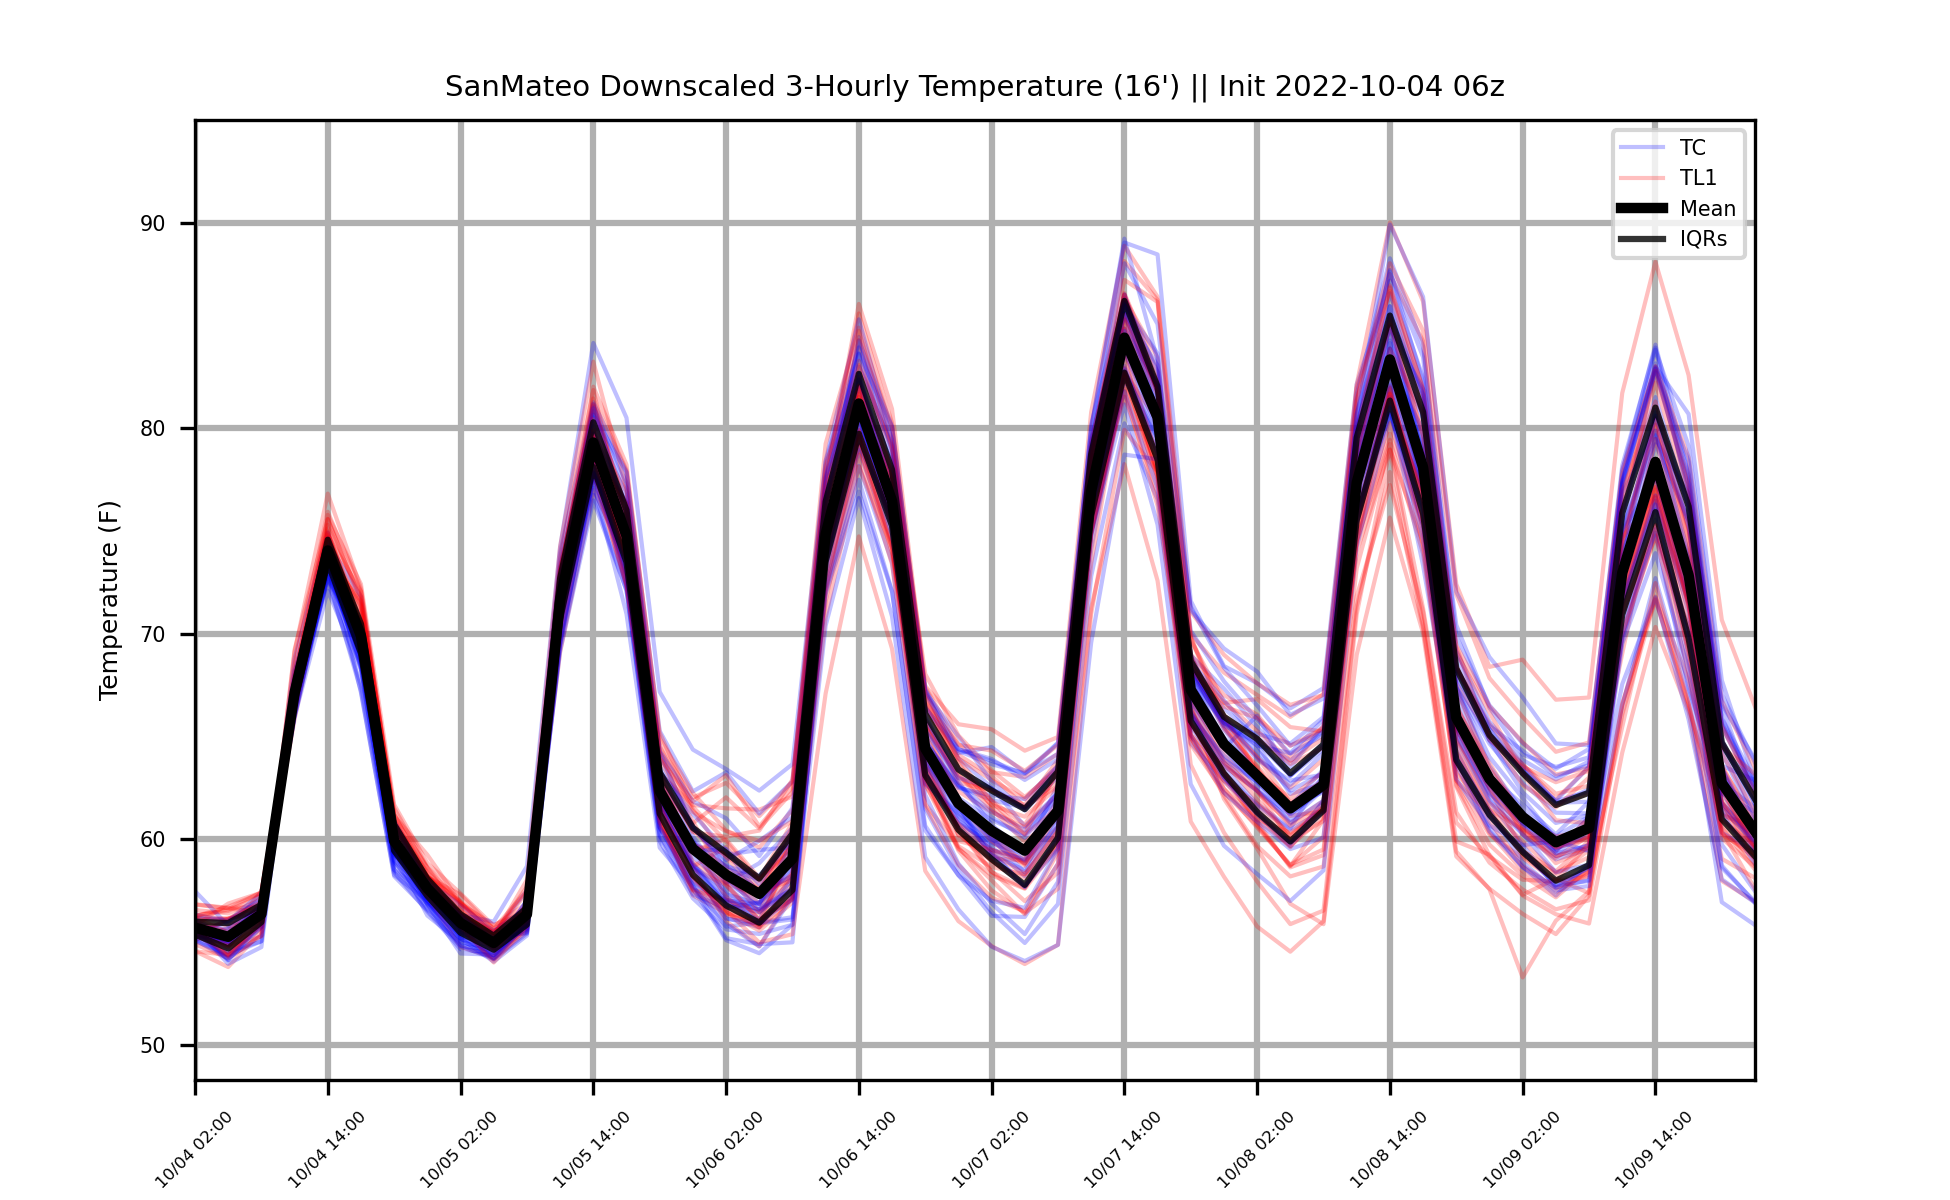 SanMateo Downscaled 3-Hourly Temperature (16') || Init 2022-10-04 06z
TC
TL1
Mean
IQRs
Temperature (F)
90
80
70
60
50
10/04 02:00
10/04 14:00
10/05 02:00
10/05 14:00
10/06 02:00
10/06 14:00
10/07 02:00
10/07 14:00
10/08 02:00
10/08 14:00
10/09 02:00
10/09 14:00